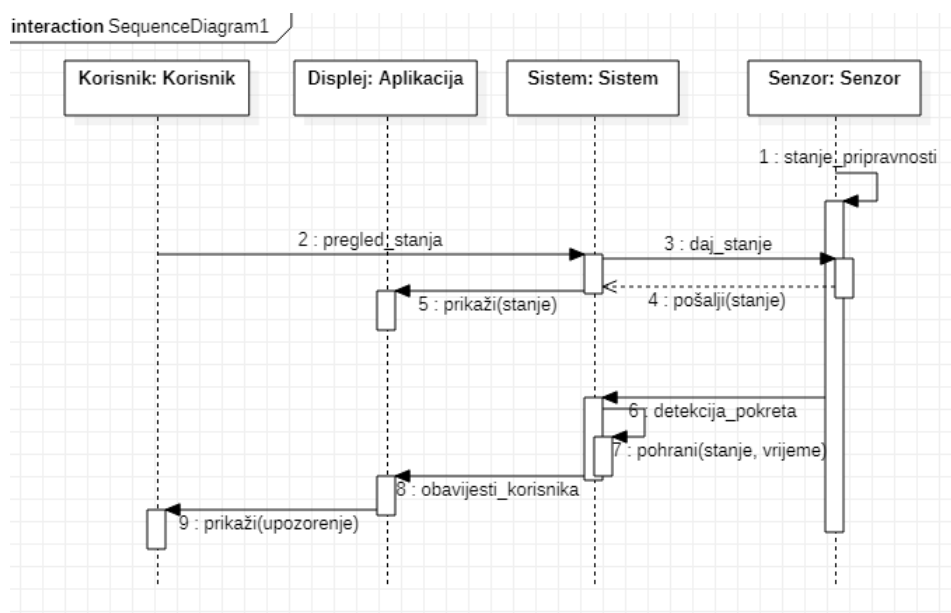 interaction SequenceDiagram1
Korisnik: Korisnik
Displej: Aplikacija
Sistem: Sistem
Senzor: Senzor
1 : stanje_pripravnosti
2 : pregled_stanja
3 : daj_stanje
4 : pošalji(stanje)
5 : prikaži(stanje)
6 : detekcija_pokreta
7 : pohrani(stanje, vrijeme)
8 : obavijesti_korisnika
9 : prikaži(upozorenje)